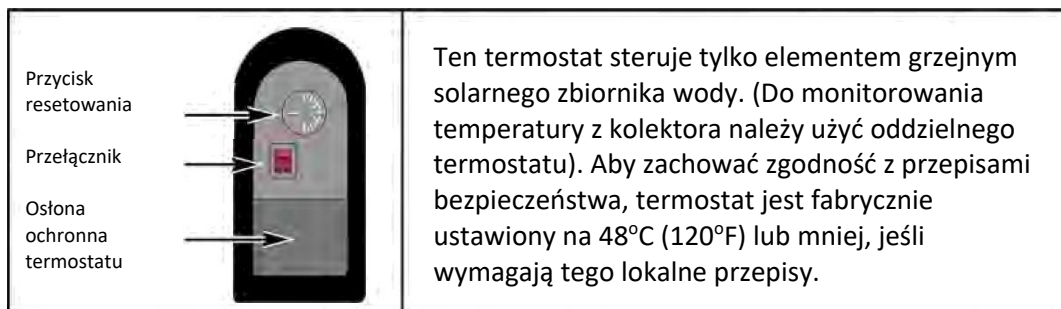 Przycisk
resetowania
Przełącznik
Osłona
ochronna
termostatu
Ten termostat steruje tylko elementem grzejnym
solarnego zbiornika wody. (Do monitorowania
temperatury z kolektora należy użyć oddzielnego
termostatu). Aby zachować zgodność z przepisami
bezpieczeństwa, termostat jest fabrycznie
ustawiony na 48°C (120°F) lub mniej, jeśli
wymagają tego lokalne przepisy.